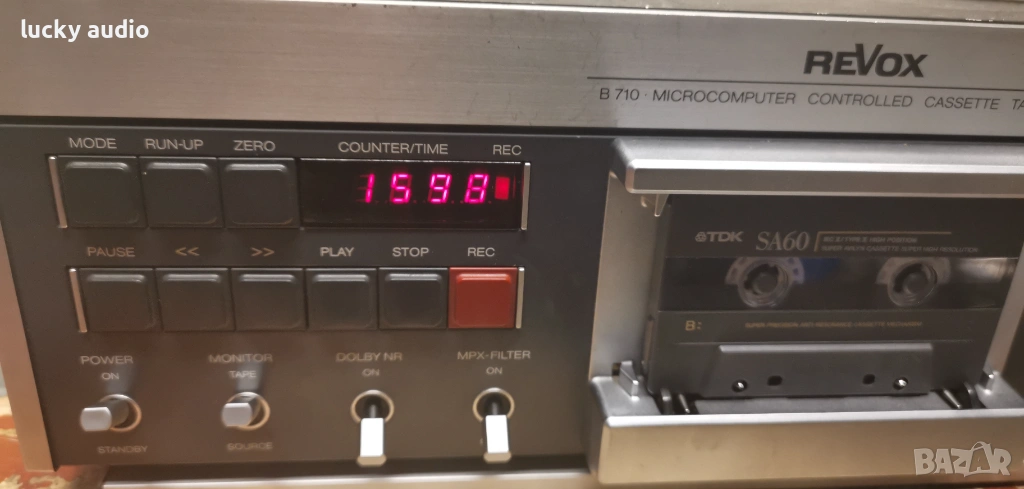 lucky audio
REVOX
B 710 · MICROCOMPUTER CONTROLLED CASSETTE TA
MODE RUN-UP ZERO COUNTER/TIME REC
1598
PAUSE << >> PLAY STOP REC
TDK SA60
B:
POWER MONITOR DOLBY NR MPX-FILTER
ON TAPE ON ON
STANDBY SOURCE
BAZAR